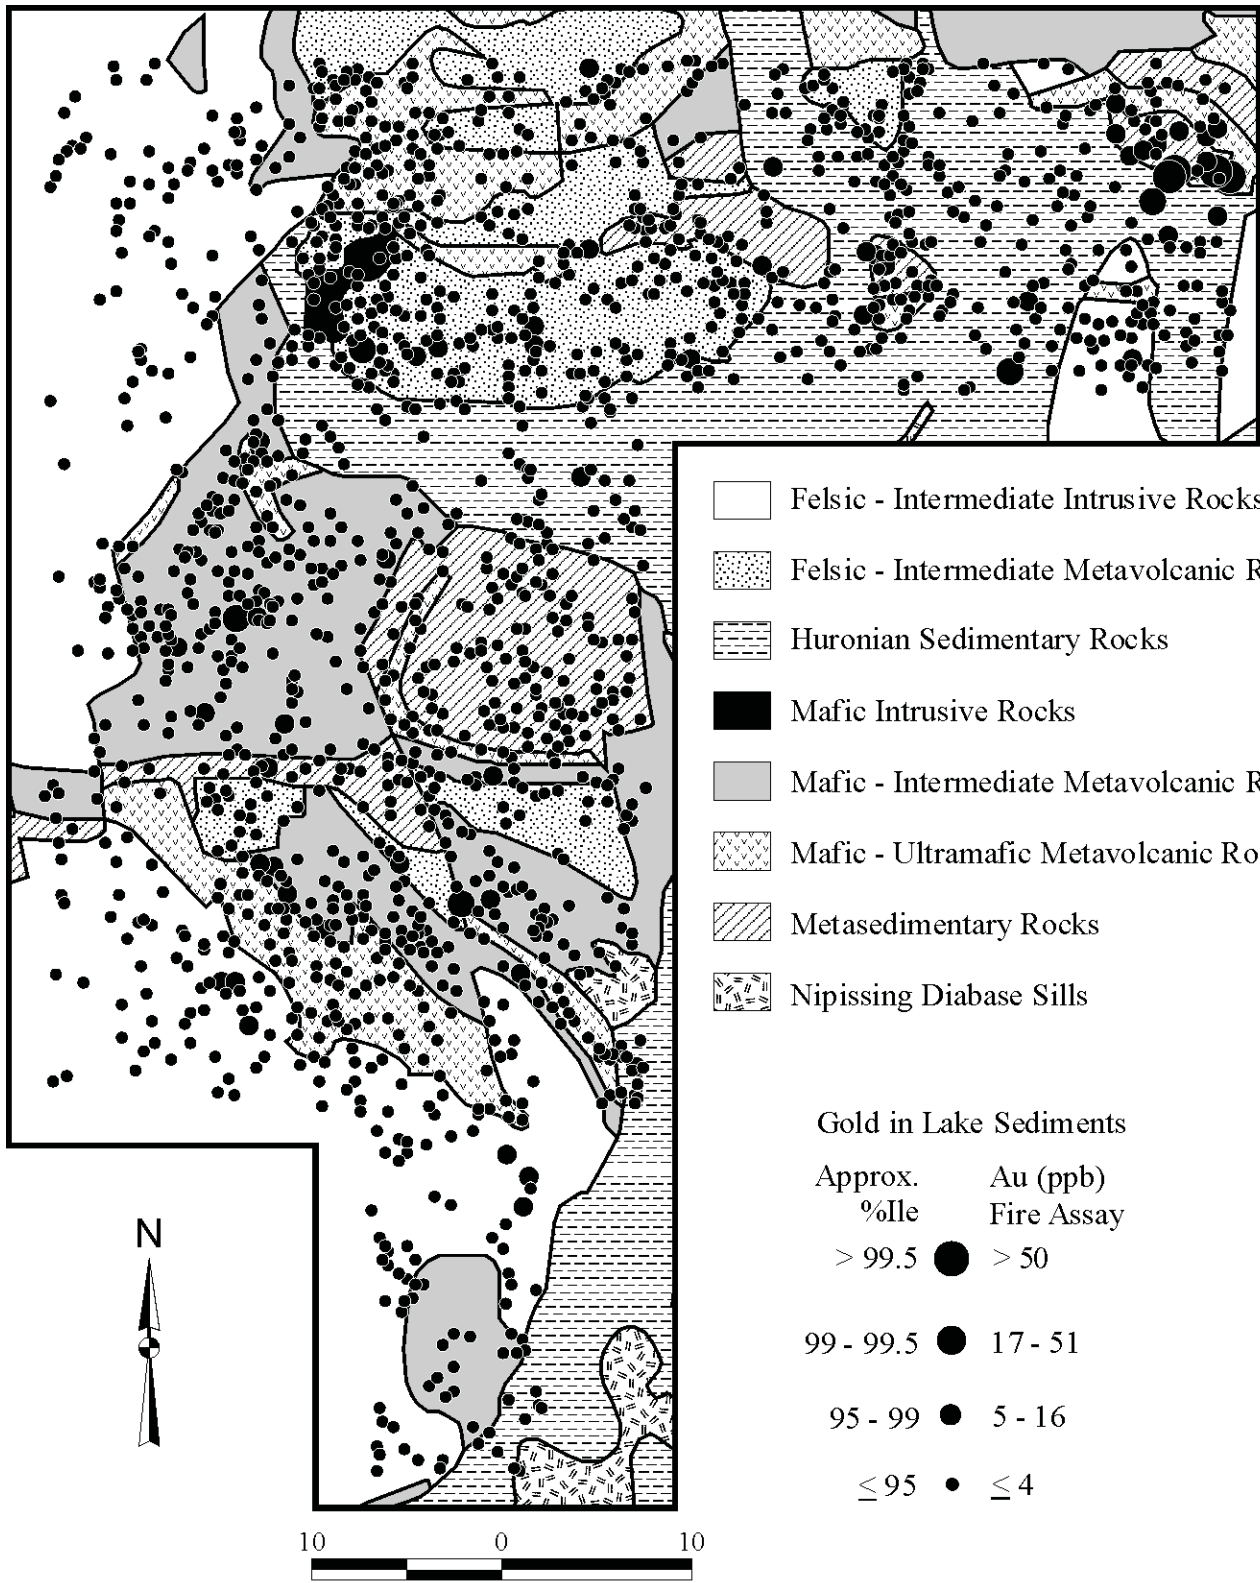 Felsic - Intermediate Intrusive Rocks
Felsic - Intermediate Metavolcanic R
Huronian Sedimentary Rocks
Mafic Intrusive Rocks
Mafic - Intermediate Metavolcanic R
Mafic - Ultramafic Metavolcanic Ro
Metasedimentary Rocks
Nipissing Diabase Sills
Gold in Lake Sediments
Approx. Au (ppb)
%Ile Fire Assay
> 99.5 > 50
99 - 99.5 17 - 51
95 - 99 5 - 16
≤ 95 ≤ 4
N
10 0 10